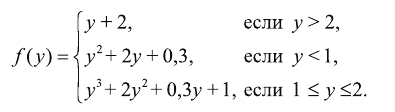 y + 2, если y > 2,
f(y) = y² + 2y + 0,3, если y < 1,
y³ + 2y² + 0,3y + 1, если 1 ≤ y ≤2.